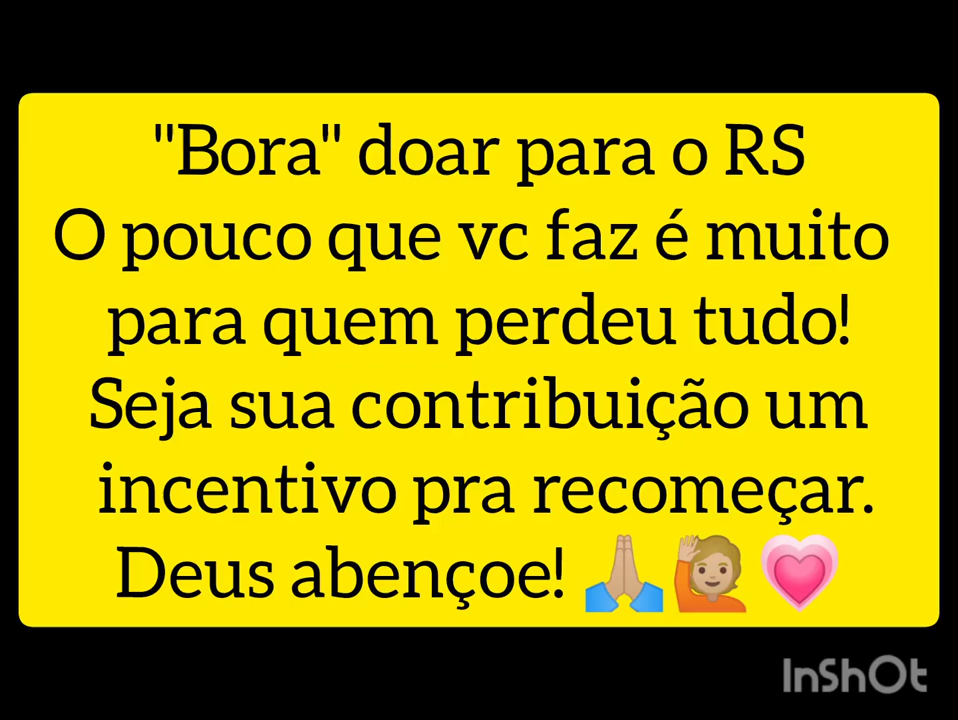 "Bora" doar para o RS
O pouco que vc faz é muito
para quem perdeu tudo!
Seja sua contribuição um
incentivo pra recomeçar.
Deus abençoe! 🙏🏼🙋🏼💗
InShOt